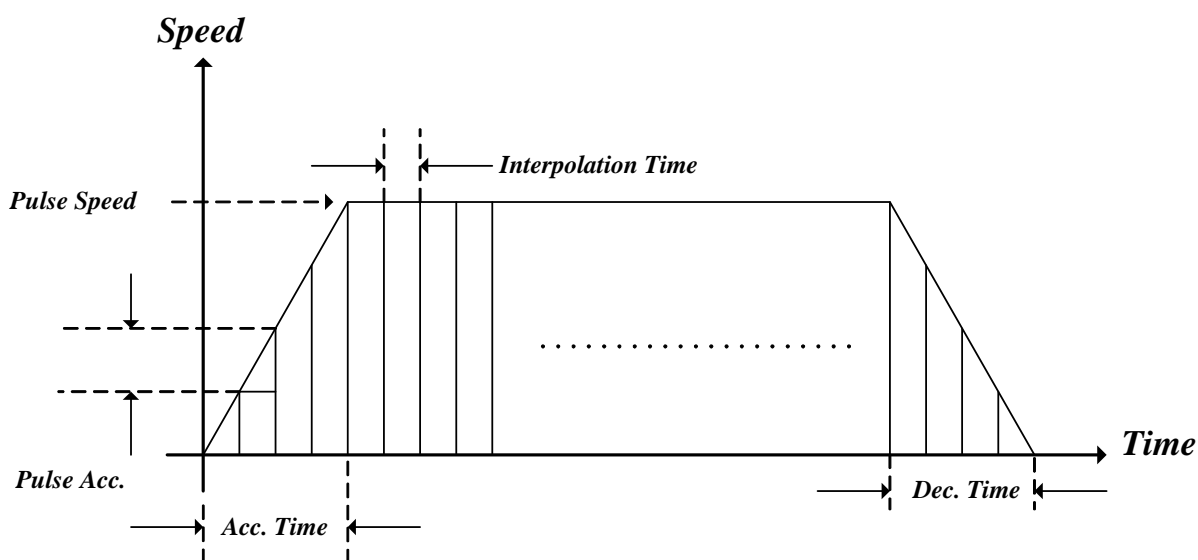 Speed
Interpolation Time
Pulse Speed
Time
Pulse Acc.
Dec. Time
Acc. Time